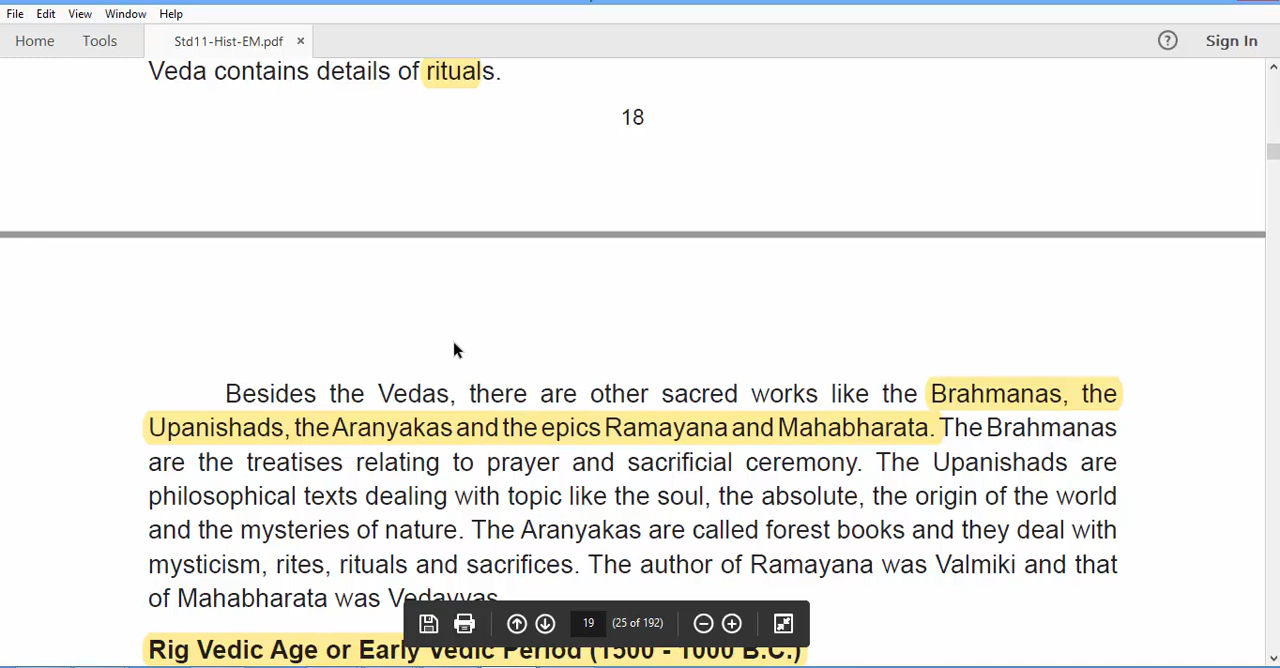 File Edit View Window Help
Home Tools Std11-Hist-EM.pdf × ? Sign In
Veda contains details of rituals.
18
Besides the Vedas, there are other sacred works like the Brahmanas, the
Upanishads, the Aranyakas and the epics Ramayana and Mahabharata. The Brahmanas
are the treatises relating to prayer and sacrificial ceremony. The Upanishads are
philosophical texts dealing with topic like the soul, the absolute, the origin of the world
and the mysteries of nature. The Aranyakas are called forest books and they deal with
mysticism, rites, rituals and sacrifices. The author of Ramayana was Valmiki and that
of Mahabharata was Vedavyas.
19 (25 of 192)
Rig Vedic Age or Early Vedic Period (1500 - 1000 B.C.)